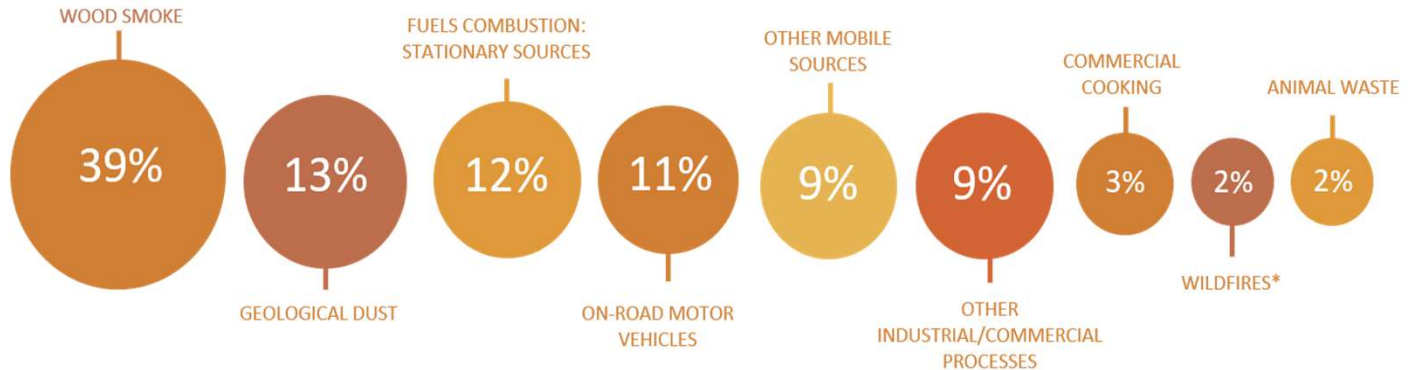 WOOD SMOKE
39%
13%
GEOLOGICAL DUST
FUELS COMBUSTION:
STATIONARY SOURCES
12%
11%
ON-ROAD MOTOR
VEHICLES
OTHER MOBILE
SOURCES
9%
9%
OTHER
INDUSTRIAL/COMMERCIAL
PROCESSES
COMMERCIAL
COOKING
3%
2%
WILDFIRES*
ANIMAL WASTE
2%